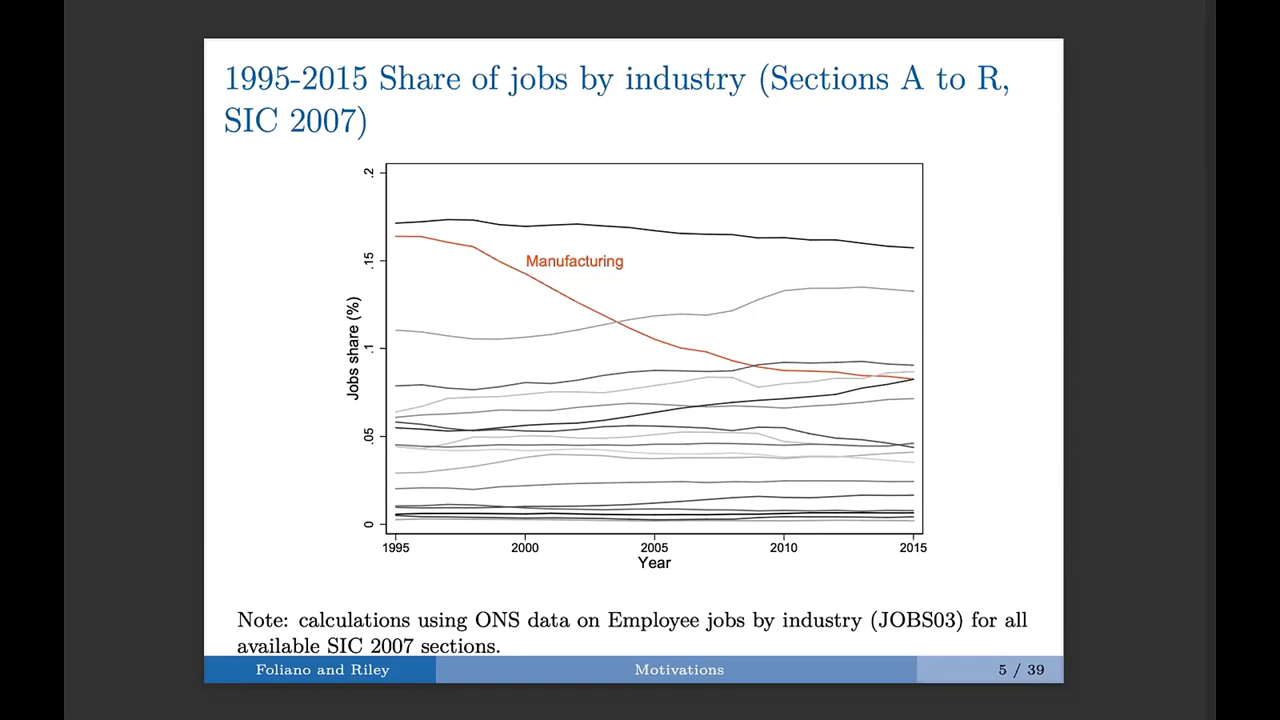 1995-2015 Share of jobs by industry (Sections A to R,
SIC 2007)
.2
.15
.1
.05
0
Jobs share (%)
Manufacturing
1995 2000 2005 2010 2015
Year
Note: calculations using ONS data on Employee jobs by industry (JOBS03) for all
available SIC 2007 sections.
Foliano and Riley Motivations 5 / 39